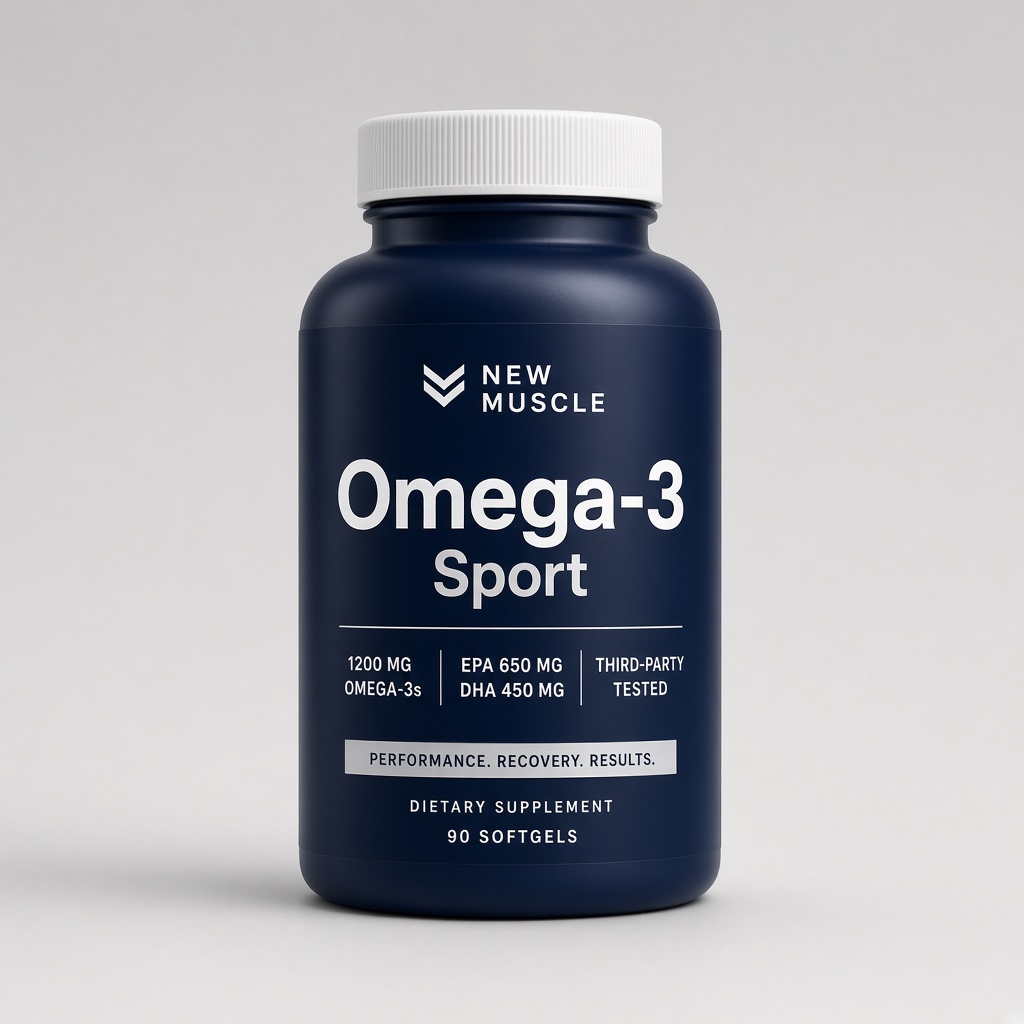 NEW
MUSCLE
Omega-3
Sport
1200 MG
OMEGA-3s
EPA 650 MG
DHA 450 MG
THIRD-PARTY
TESTED
PERFORMANCE. RECOVERY. RESULTS.
DIETARY SUPPLEMENT
90 SOFTGELS